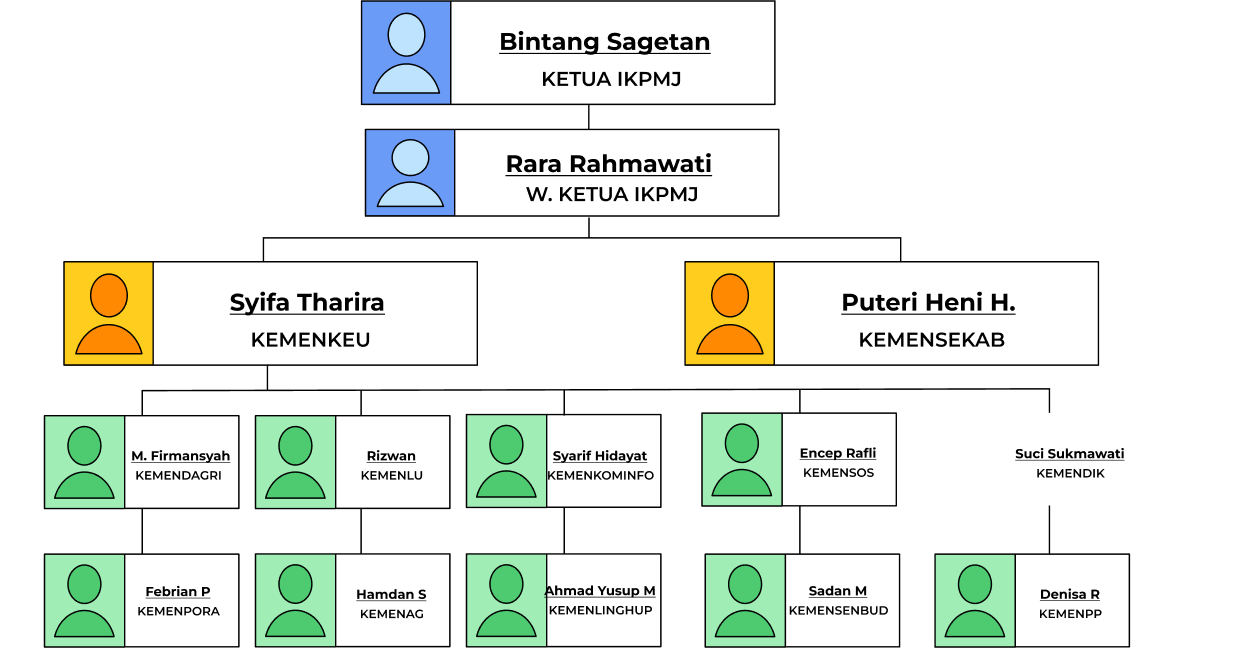 Bintang Sagetan
KETUA IKPMJ
Rara Rahmawati
W. KETUA IKPMJ
Syifa Tharira
KEMENKEU
Puteri Heni H.
KEMENSEKAB
M. Firmansyah
KEMENDAGRI
Rizwan
KEMENLU
Syarif Hidayat
KEMENKOMINFO
Encep Rafli
KEMENSOS
Suci Sukmawati
KEMENDIK
Febrian P
KEMENPORA
Hamdan S
KEMENAG
Ahmad Yusup M
KEMENLINGHUP
Sadan M
KEMENSENBUD
Denisa R
KEMENPP